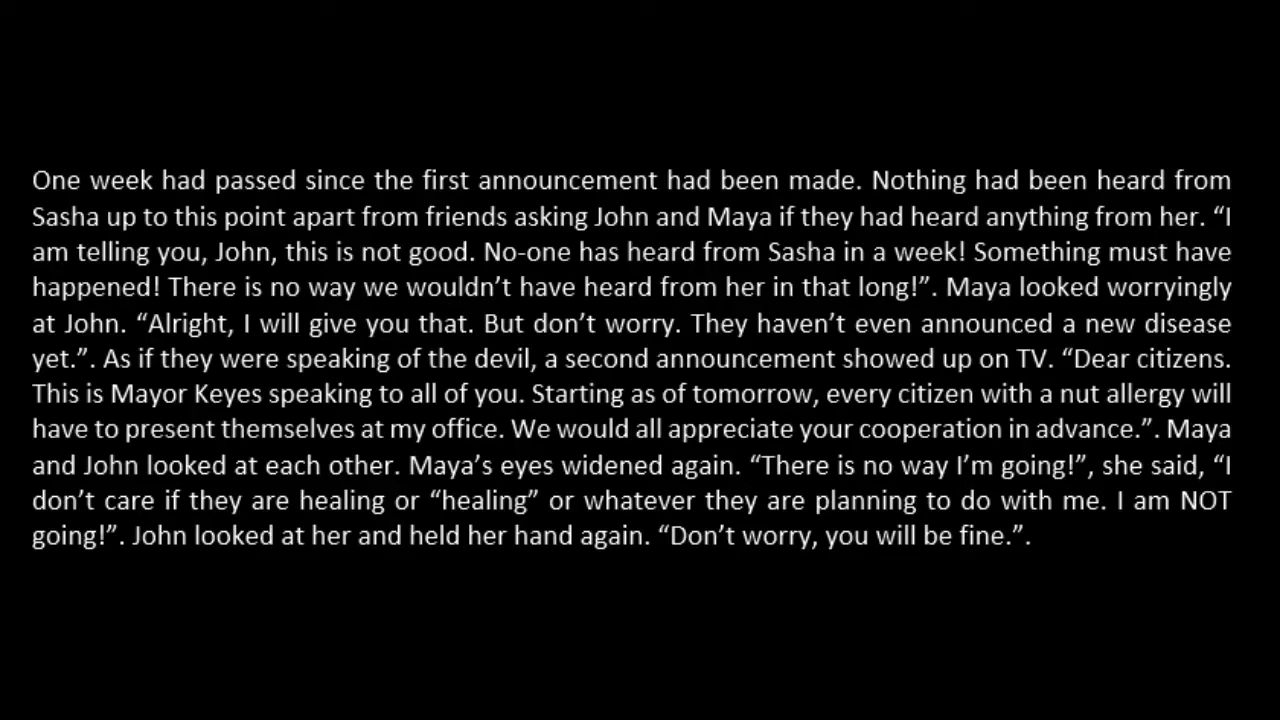 One week had passed since the first announcement had been made. Nothing had been heard from
Sasha up to this point apart from friends asking John and Maya if they had heard anything from her. “I
am telling you, John, this is not good. No-one has heard from Sasha in a week! Something must have
happened! There is no way we wouldn’t have heard from her in that long!”. Maya looked worryingly
at John. “Alright, I will give you that. But don’t worry. They haven’t even announced a new disease
yet.”. As if they were speaking of the devil, a second announcement showed up on TV. “Dear citizens.
This is Mayor Keyes speaking to all of you. Starting as of tomorrow, every citizen with a nut allergy will
have to present themselves at my office. We would all appreciate your cooperation in advance.”. Maya
and John looked at each other. Maya’s eyes widened again. “There is no way I’m going!”, she said, “I
don’t care if they are healing or “healing” or whatever they are planning to do with me. I am NOT
going!”. John looked at her and held her hand again. “Don’t worry, you will be fine.”.